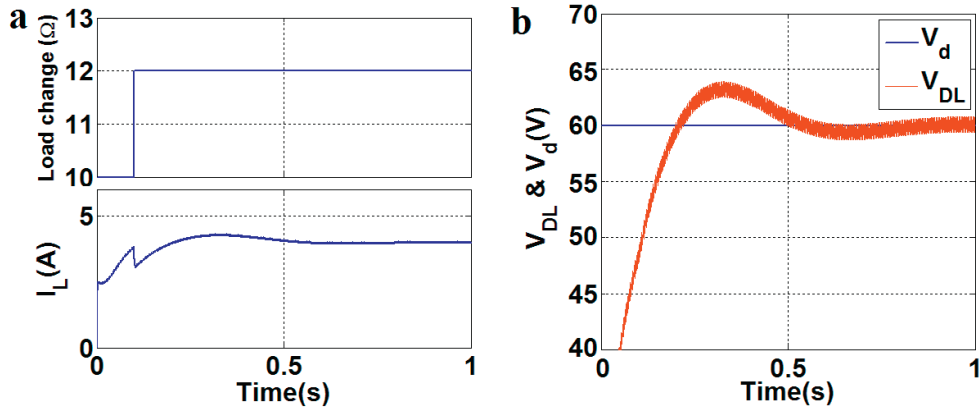 a
Load change (Ω)
13
12
11
10
I_L(A)
5
0
0
0.5
1
Time(s)
b
V_DL & V_d(V)
70
65
60
55
50
45
40
0
0.5
1
Time(s)
V_d
V_DL